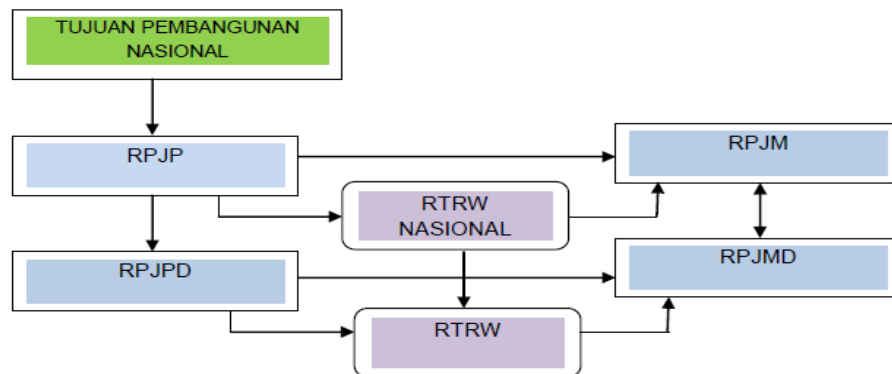 TUJUAN PEMBANGUNAN
NASIONAL
RPJP
RPJM
RTRW
NASIONAL
RPJPD
RPJMD
RTRW